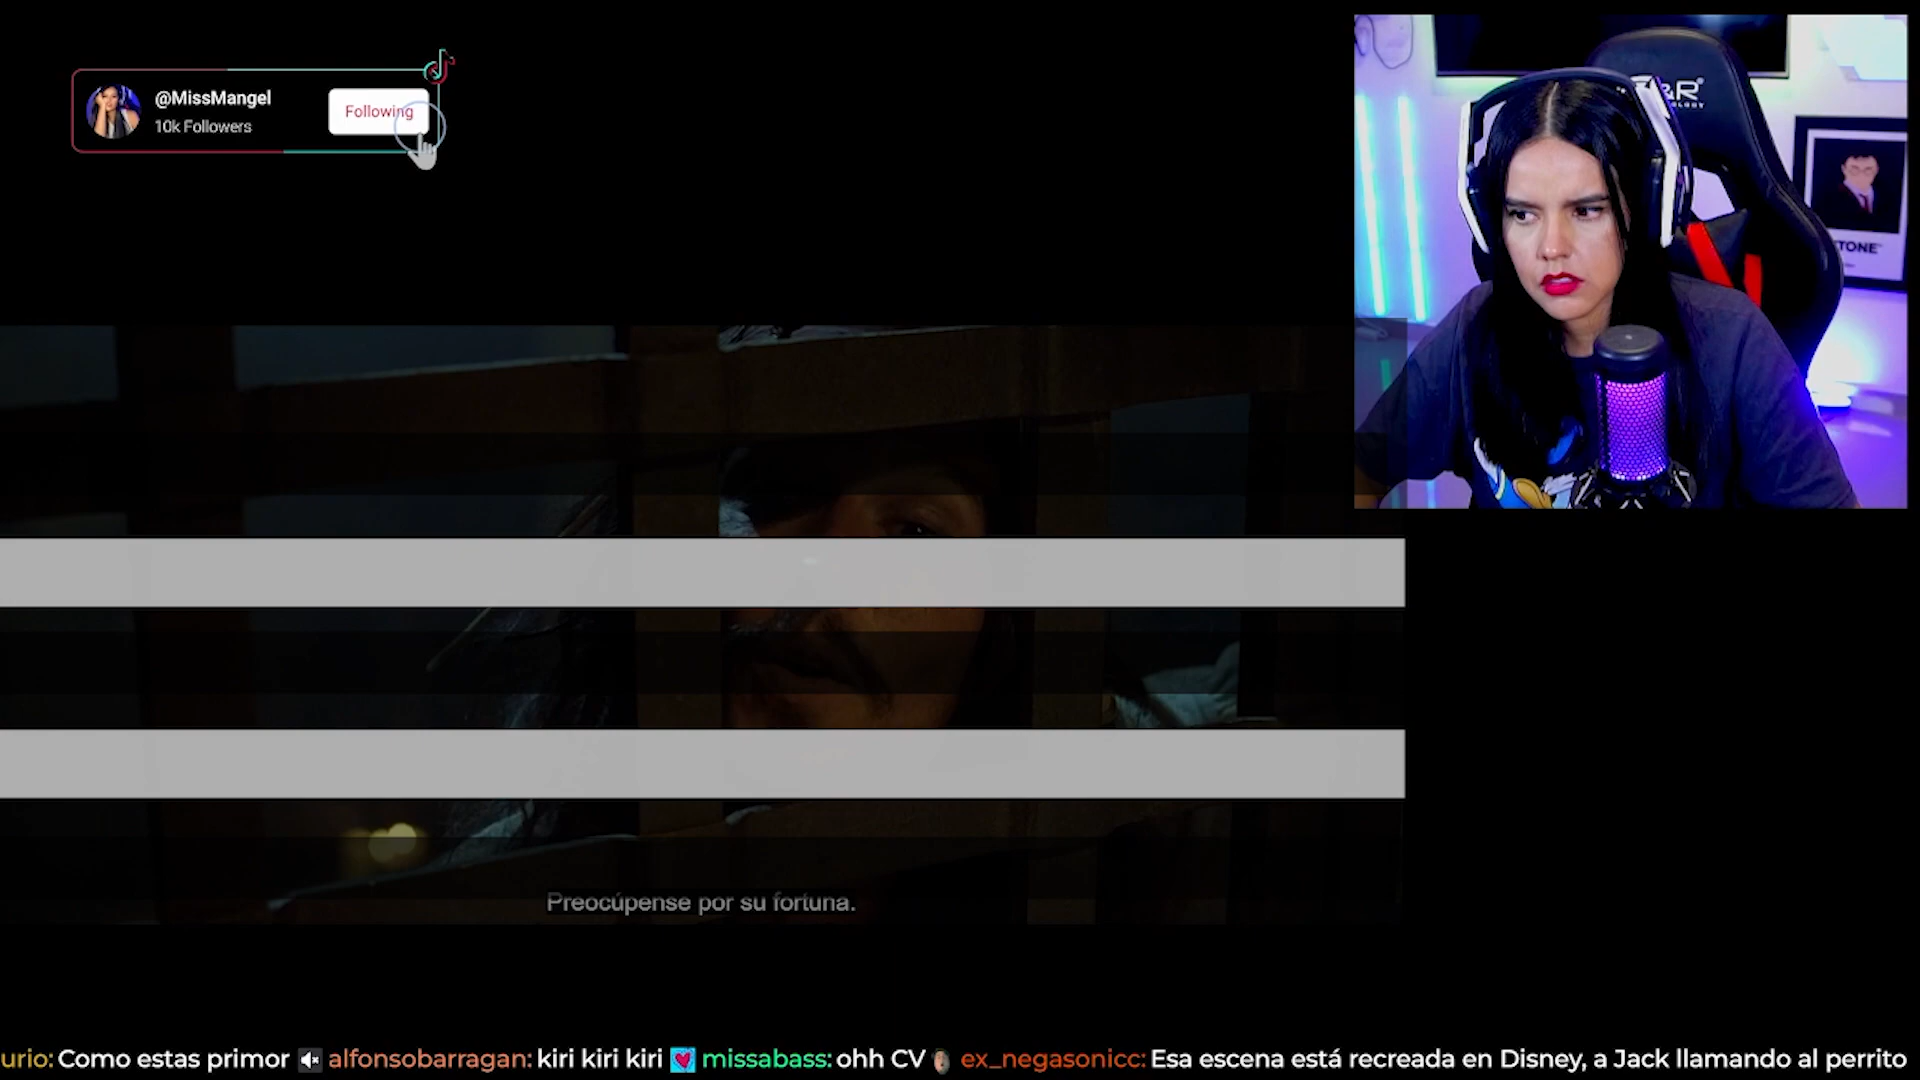 @MissMangel
10k Followers
Following
&R
TONE
Preocúpense por su fortuna.
urio: Como estas primor alfonsobarragan: kiri kiri kiri missabass: ohh CV ex_negasonicc: Esa escena está recreada en Disney, a Jack llamando al perrito